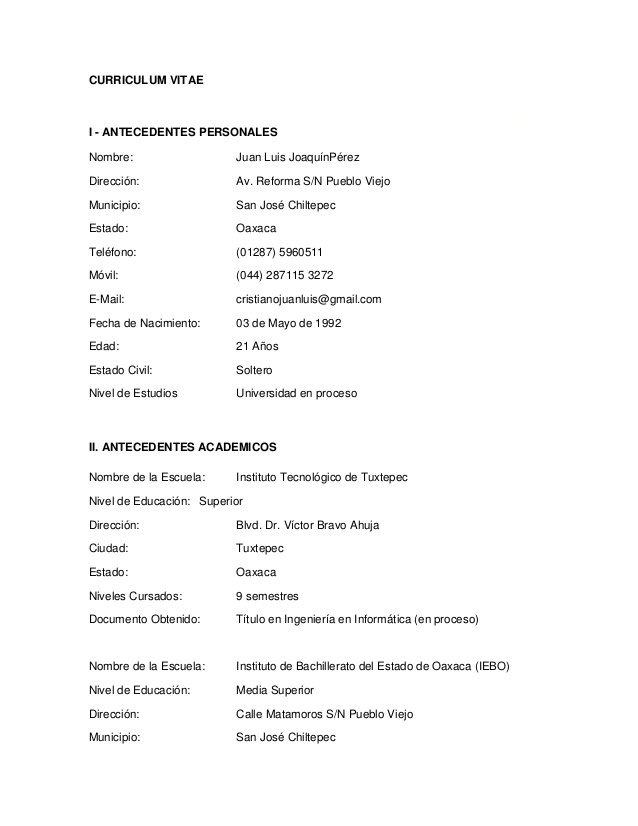 CURRICULUM VITAE
I - ANTECEDENTES PERSONALES
Nombre: Juan Luis JoaquínPérez
Dirección: Av. Reforma S/N Pueblo Viejo
Municipio: San José Chiltepec
Estado: Oaxaca
Teléfono: (01287) 5960511
Móvil: (044) 287115 3272
E-Mail: cristianojuanluis@gmail.com
Fecha de Nacimiento: 03 de Mayo de 1992
Edad: 21 Años
Estado Civil: Soltero
Nivel de Estudios Universidad en proceso
II. ANTECEDENTES ACADEMICOS
Nombre de la Escuela: Instituto Tecnológico de Tuxtepec
Nivel de Educación: Superior
Dirección: Blvd. Dr. Víctor Bravo Ahuja
Ciudad: Tuxtepec
Estado: Oaxaca
Niveles Cursados: 9 semestres
Documento Obtenido: Título en Ingeniería en Informática (en proceso)
Nombre de la Escuela: Instituto de Bachillerato del Estado de Oaxaca (IEBO)
Nivel de Educación: Media Superior
Dirección: Calle Matamoros S/N Pueblo Viejo
Municipio: San José Chiltepec